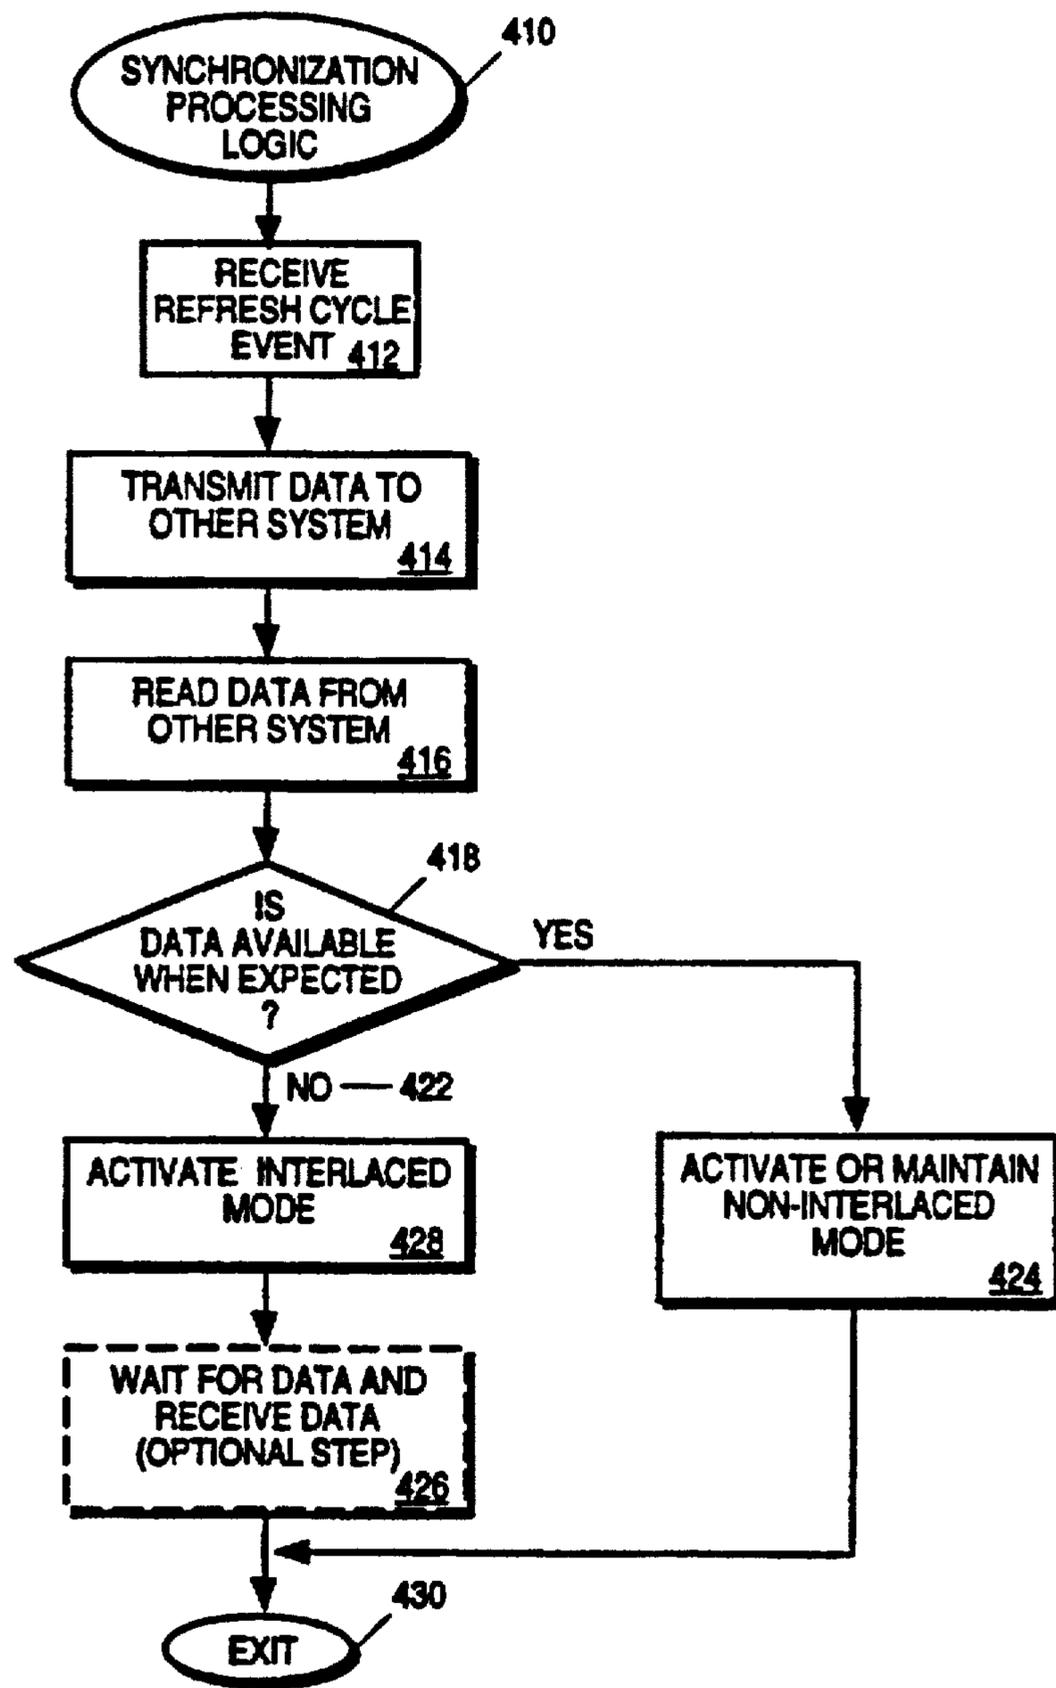 410
SYNCHRONIZATION
PROCESSING
LOGIC
RECEIVE
REFRESH CYCLE
EVENT 412
TRANSMIT DATA TO
OTHER SYSTEM
414
READ DATA FROM
OTHER SYSTEM
416
418
IS
DATA AVAILABLE
WHEN EXPECTED
?
YES
NO — 422
ACTIVATE INTERLACED
MODE
428
ACTIVATE OR MAINTAIN
NON-INTERLACED
MODE
424
WAIT FOR DATA AND
RECEIVE DATA
(OPTIONAL STEP)
426
430
EXIT